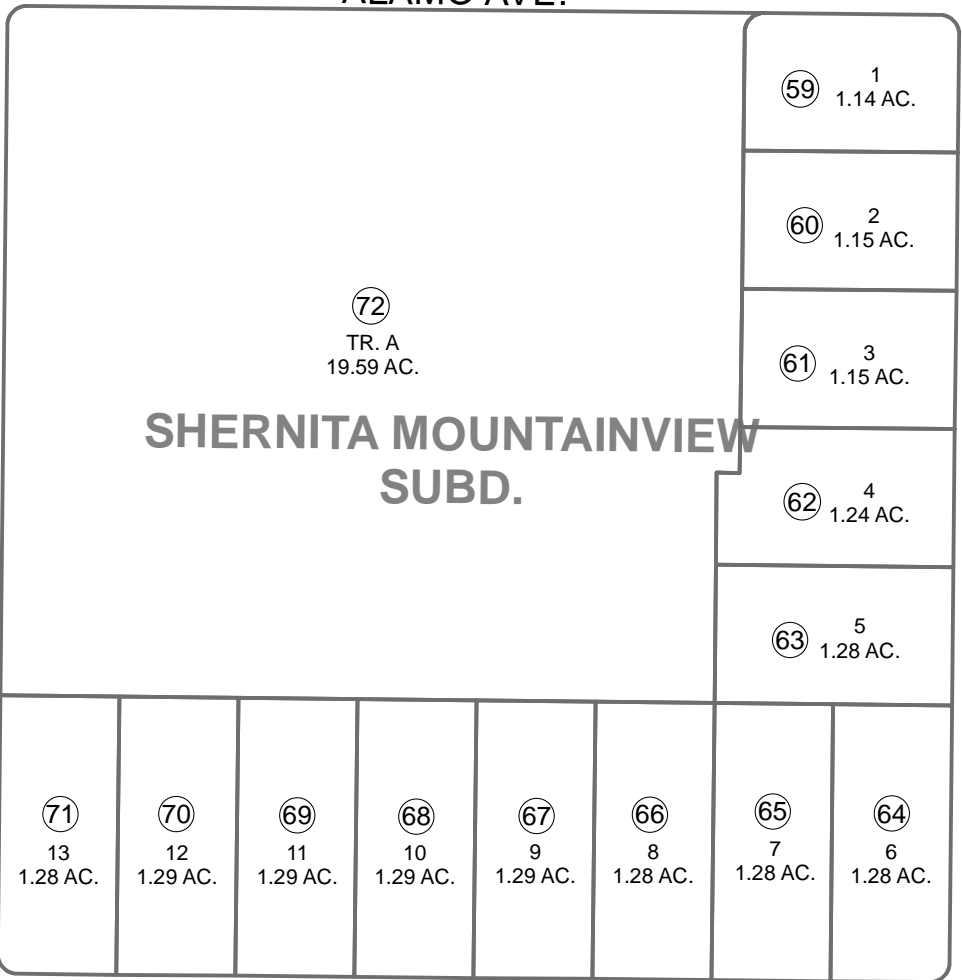 ALAMO AVE.
59
1
1.14 AC.
60
2
1.15 AC.
72
TR. A
19.59 AC.
61
3
1.15 AC.
SHERNITA MOUNTAINVIEW
SUBD.
62
4
1.24 AC.
63
5
1.28 AC.
71
13
1.28 AC.
70
12
1.29 AC.
69
11
1.29 AC.
68
10
1.29 AC.
67
9
1.29 AC.
66
8
1.28 AC.
65
7
1.28 AC.
64
6
1.28 AC.